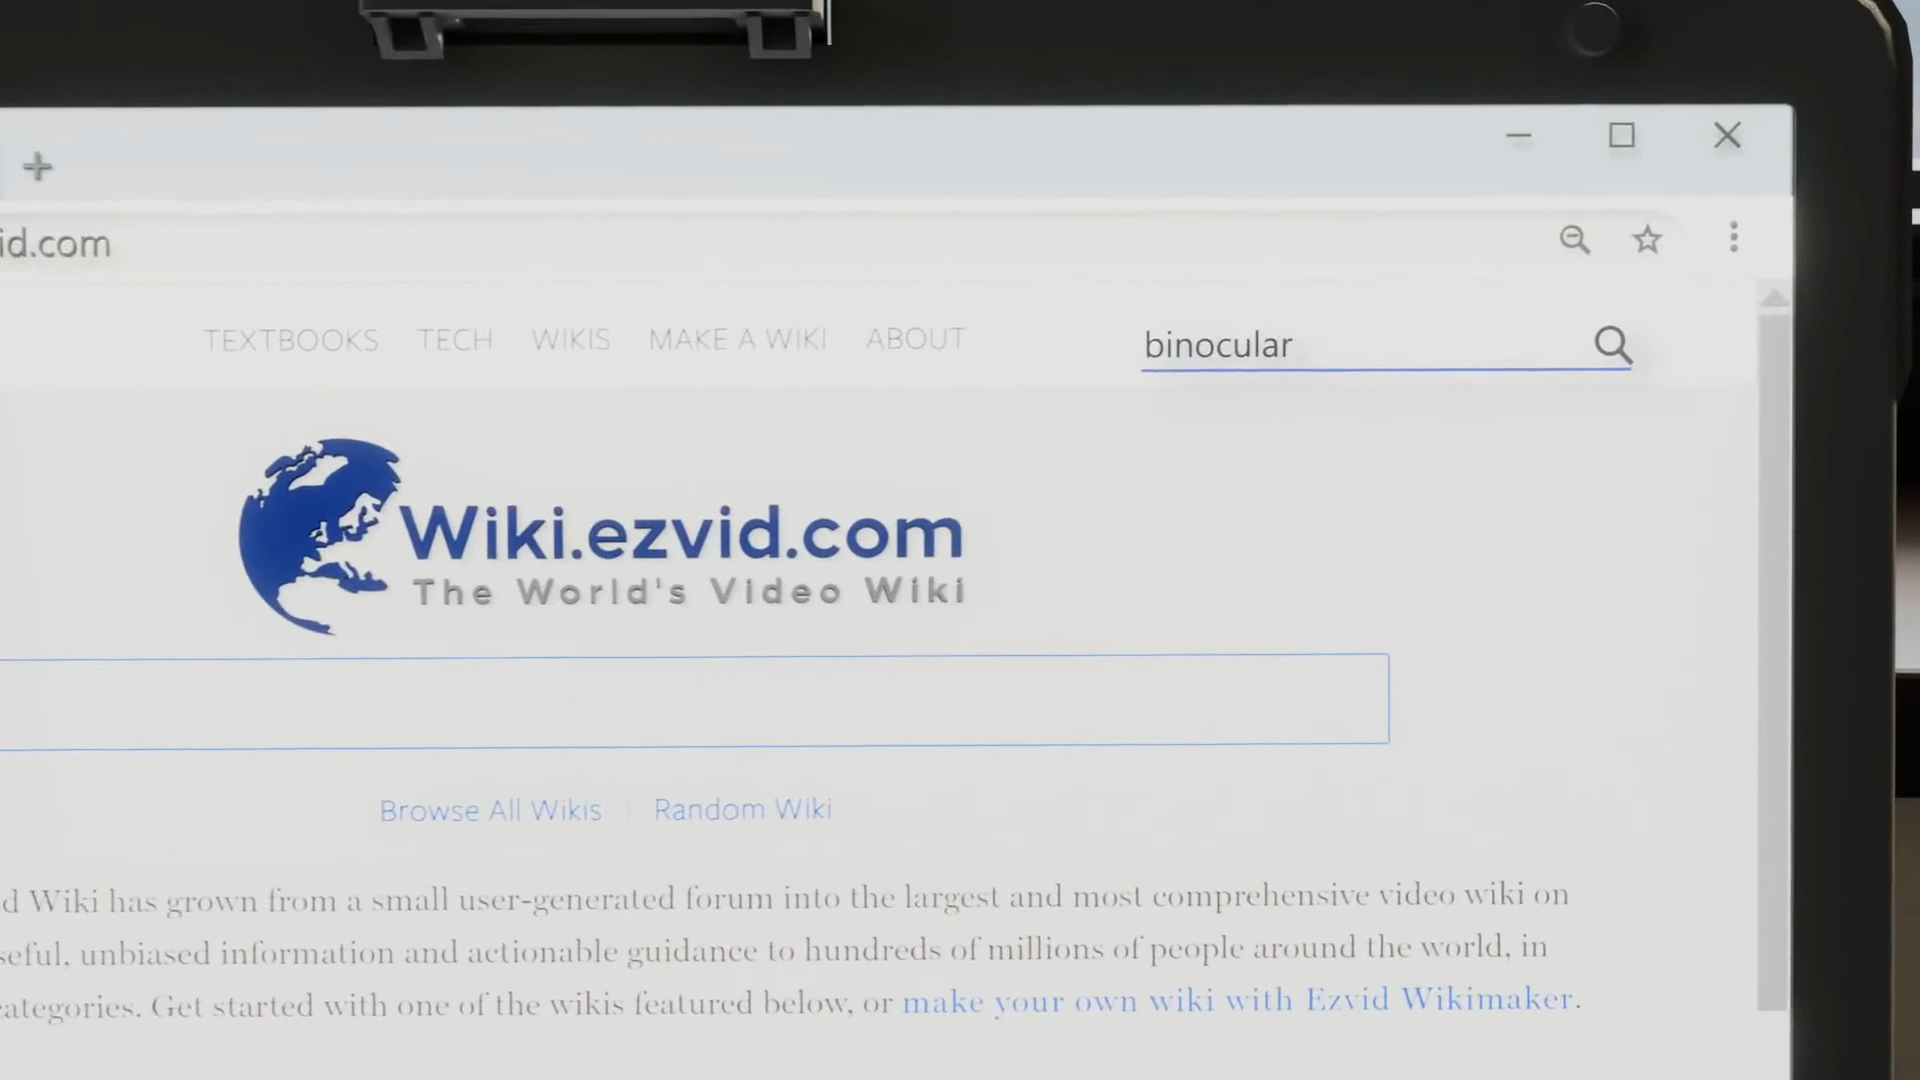 id.com
TEXTBOOKS TECH WIKIS MAKE A WIKI ABOUT
binocular
Wiki.ezvid.com
The World's Video Wiki
Browse All Wikis Random Wiki
d Wiki has grown from a small user-generated forum into the largest and most comprehensive video wiki on
seful, unbiased information and actionable guidance to hundreds of millions of people around the world, in
categories. Get started with one of the wikis featured below, or make your own wiki with Ezvid Wikimaker.